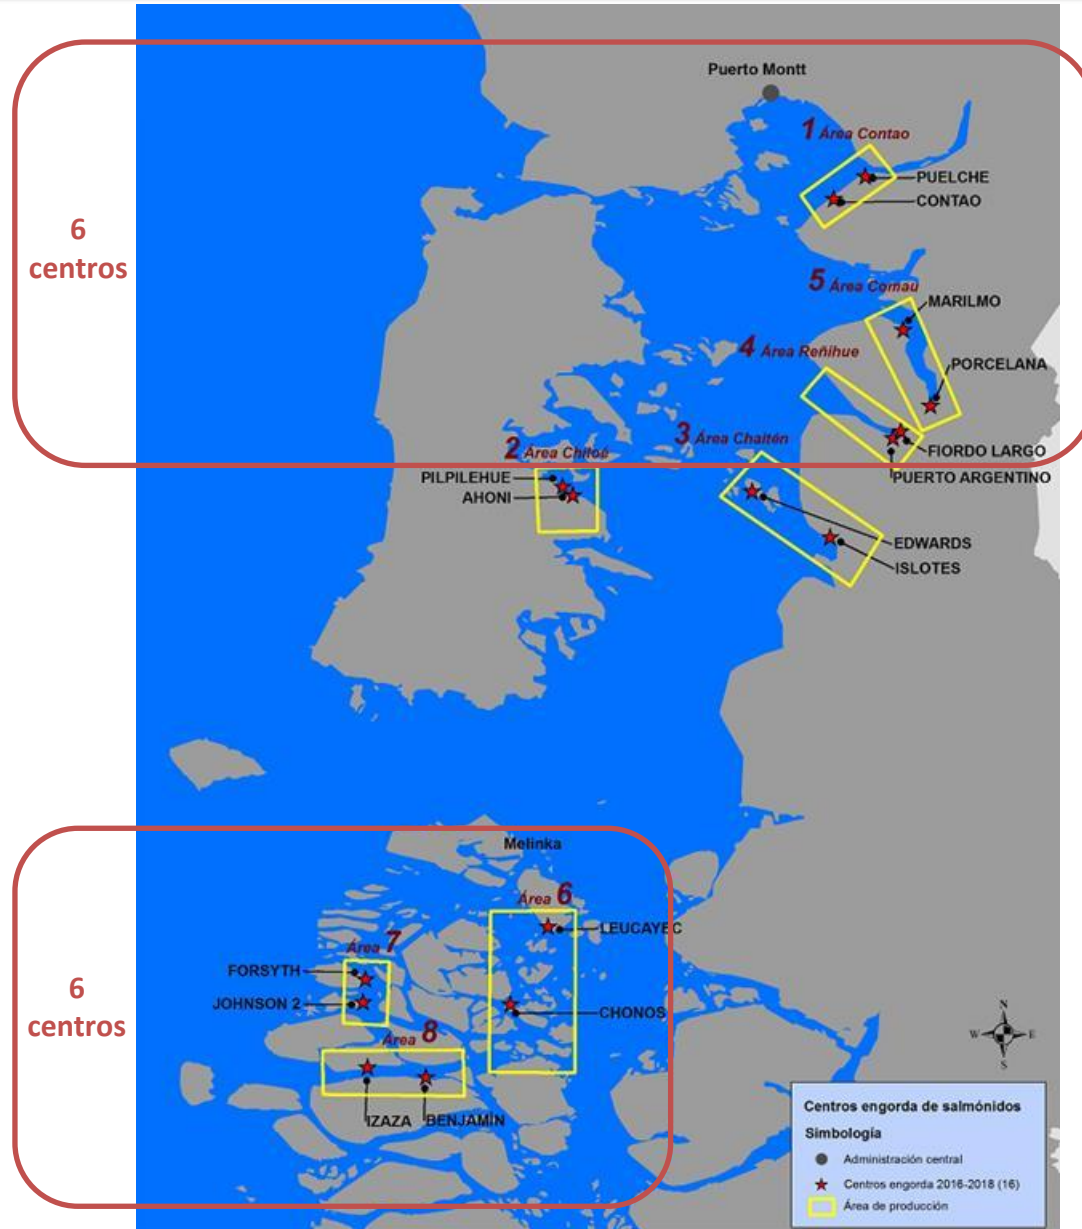 Puerto Montt
1 Área Contao
PUELCHE
CONTAO
6
centros
5 Área Comau
MARILMO
4 Área Reñihue
PORCELANA
3 Área Chaitén
2 Área Chiloé
FIORDO LARGO
PUERTO ARGENTINO
PILPILEHUE
AHONI
EDWARDS
ISLOTES
Melinka
Área 6
LEUCAYEC
Área 7
FORSYTH
JOHNSON 2
6
centros
CHONOS
Área 8
IZAZA
BENJAMÍN
N
W
E
S
Centros engorda de salmónidos
Simbología
Administración central
Centros engorda 2016-2018 (16)
Área de producción